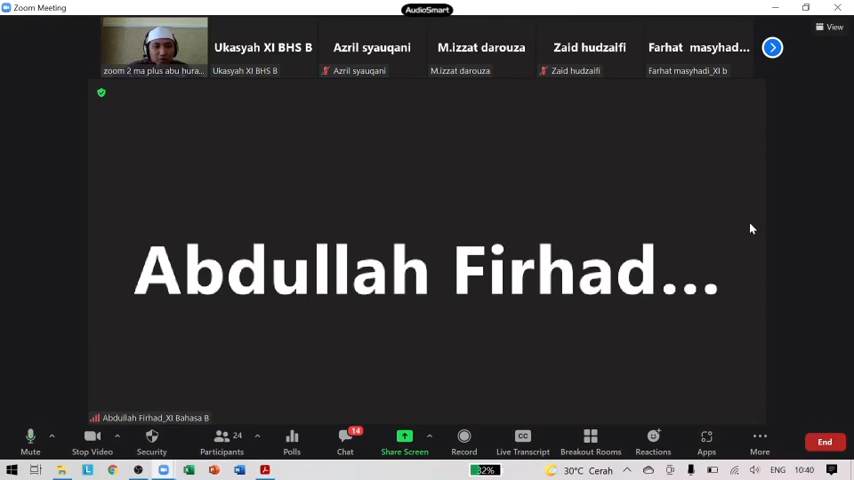 Zoom Meeting
AudioSmart
View
Ukasyah XI BHS B
Azril syauqani
M.izzat darouza
Zaid hudzaifi
Farhat masyhad...
zoom 2 ma plus abu hura...
Ukasyah XI BHS B
Azril syauqani
M.izzat darouza
Zaid hudzaifi
Farhat masyhadi_XI b
Abdullah Firhad...
Abdullah Firhad_XI Bahasa B
24
14
CC
Mute
Stop Video
Security
Participants
Polls
Chat
Share Screen
Record
Live Transcript
Breakout Rooms
Reactions
Apps
More
End
32%
30°C Cerah
10:40